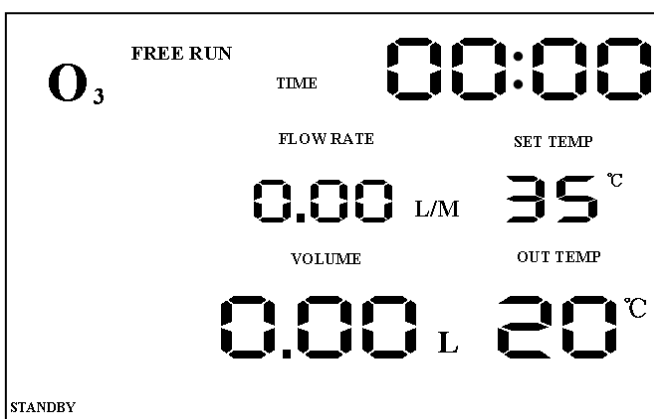 O₃ FREE RUN TIME 00:00
FLOW RATE SET TEMP
0.00 L/M 35 ℃
VOLUME OUT TEMP
0.00 L 20 ℃
STANDBY